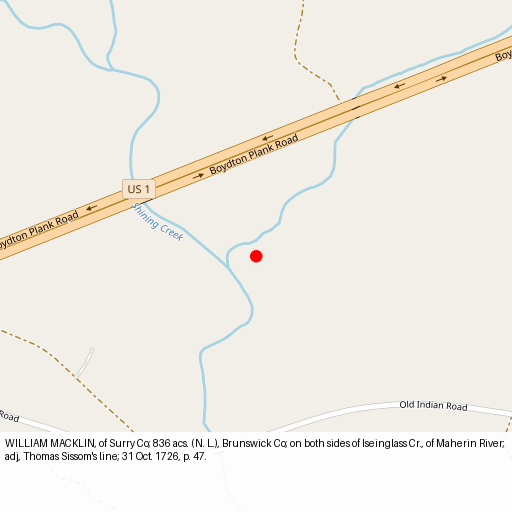 Boyd
Boydton Plank Road
US 1
Shining Creek
oydton Plank Road
Old Indian Road
Road
WILLIAM MACKLIN, of Surry Co; 836 acs. (N. L.), Brunswick Co; on both sides of Iseinglass Cr., of Maherin River;
adj, Thomas Sissom's line; 31 Oct. 1726, p. 47.